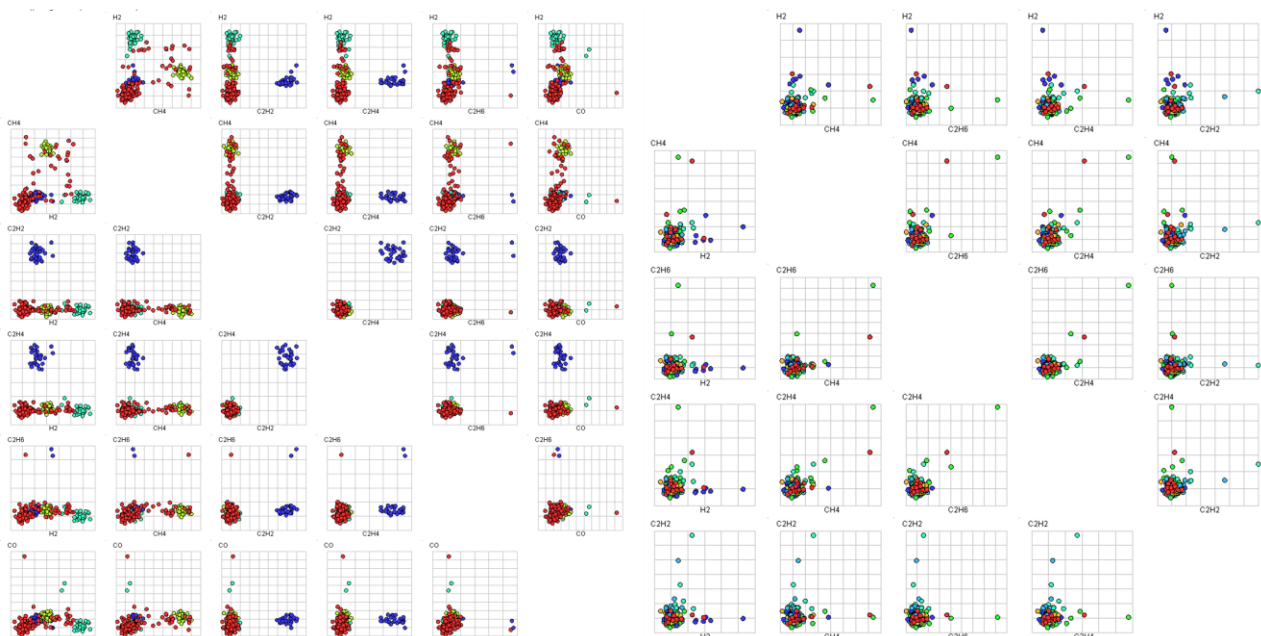 H2 H2 H2 H2 H2
CH4 C2H2 C2H4 C2H6 CO
CH4 CH4 CH4 CH4 CH4
H2 C2H2 C2H4 C2H6 CO
C2H2 C2H2 C2H2 C2H2 C2H2
H2 CH4 C2H4 C2H6 CO
C2H4 C2H4 C2H4 C2H4 C2H4
H2 CH4 C2H2 C2H6 CO
C2H6 C2H6 C2H6 C2H6 C2H6
H2 CH4 C2H2 C2H4 CO
CO CO CO CO CO
H2 CH4 C2H2 C2H4 C2H6
H2 H2 H2 H2
CH4 C2H6 C2H4 C2H2
CH4 CH4 CH4 CH4
H2 C2H6 C2H4 C2H2
C2H6 C2H6 C2H6 C2H6
H2 CH4 C2H4 C2H2
C2H4 C2H4 C2H4 C2H4
H2 CH4 C2H6 C2H2
C2H2 C2H2 C2H2 C2H2
H2 CH4 C2H6 C2H4